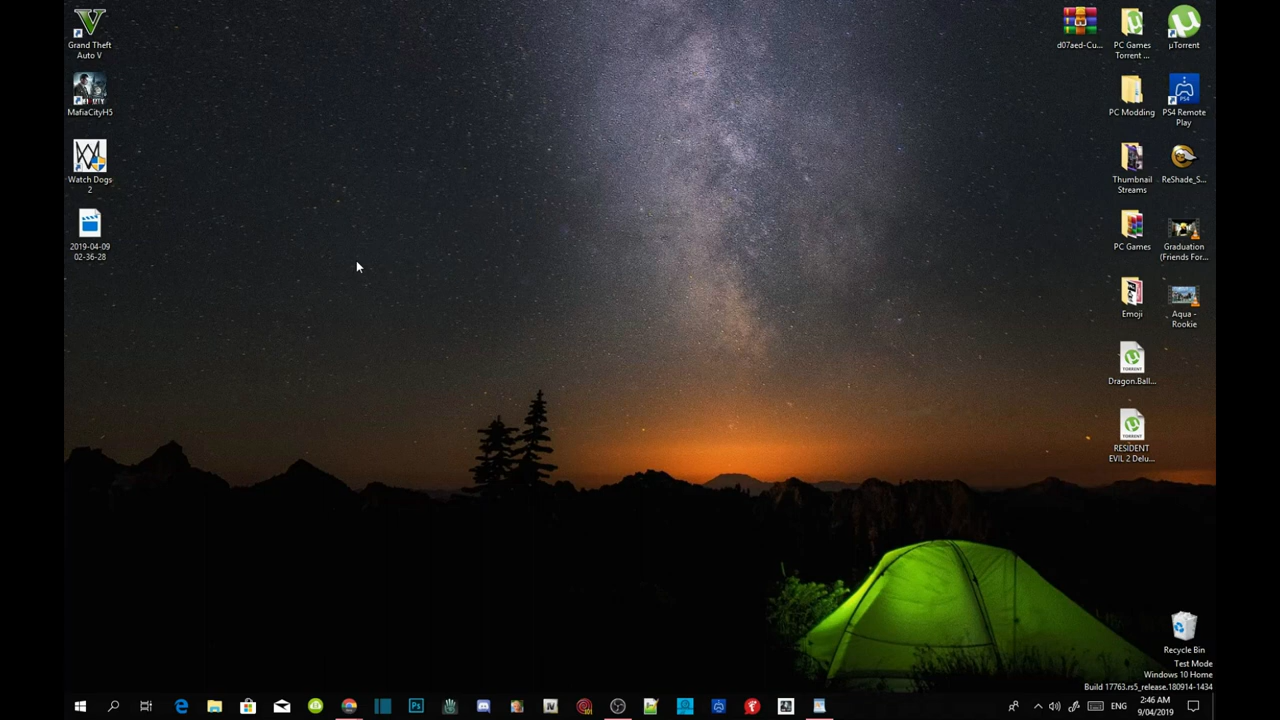 Grand Theft
Auto V
MafiaCityH5
Watch Dogs
2
2019-04-09
02-36-28
d07aed-Cu...
PC Games
Torrent ...
µTorrent
PC Modding
PS4 Remote
Play
Thumbnail
Streams
ReShade_S...
PC Games
Graduation
(Friends For...
Emoji
Aqua -
Rookie
Dragon.Ball...
RESIDENT
EVIL 2 Delu...
Recycle Bin
Test Mode
Windows 10 Home
Build 17763.rs5_release.180914-1434
ENG
2:46 AM
9/04/2019